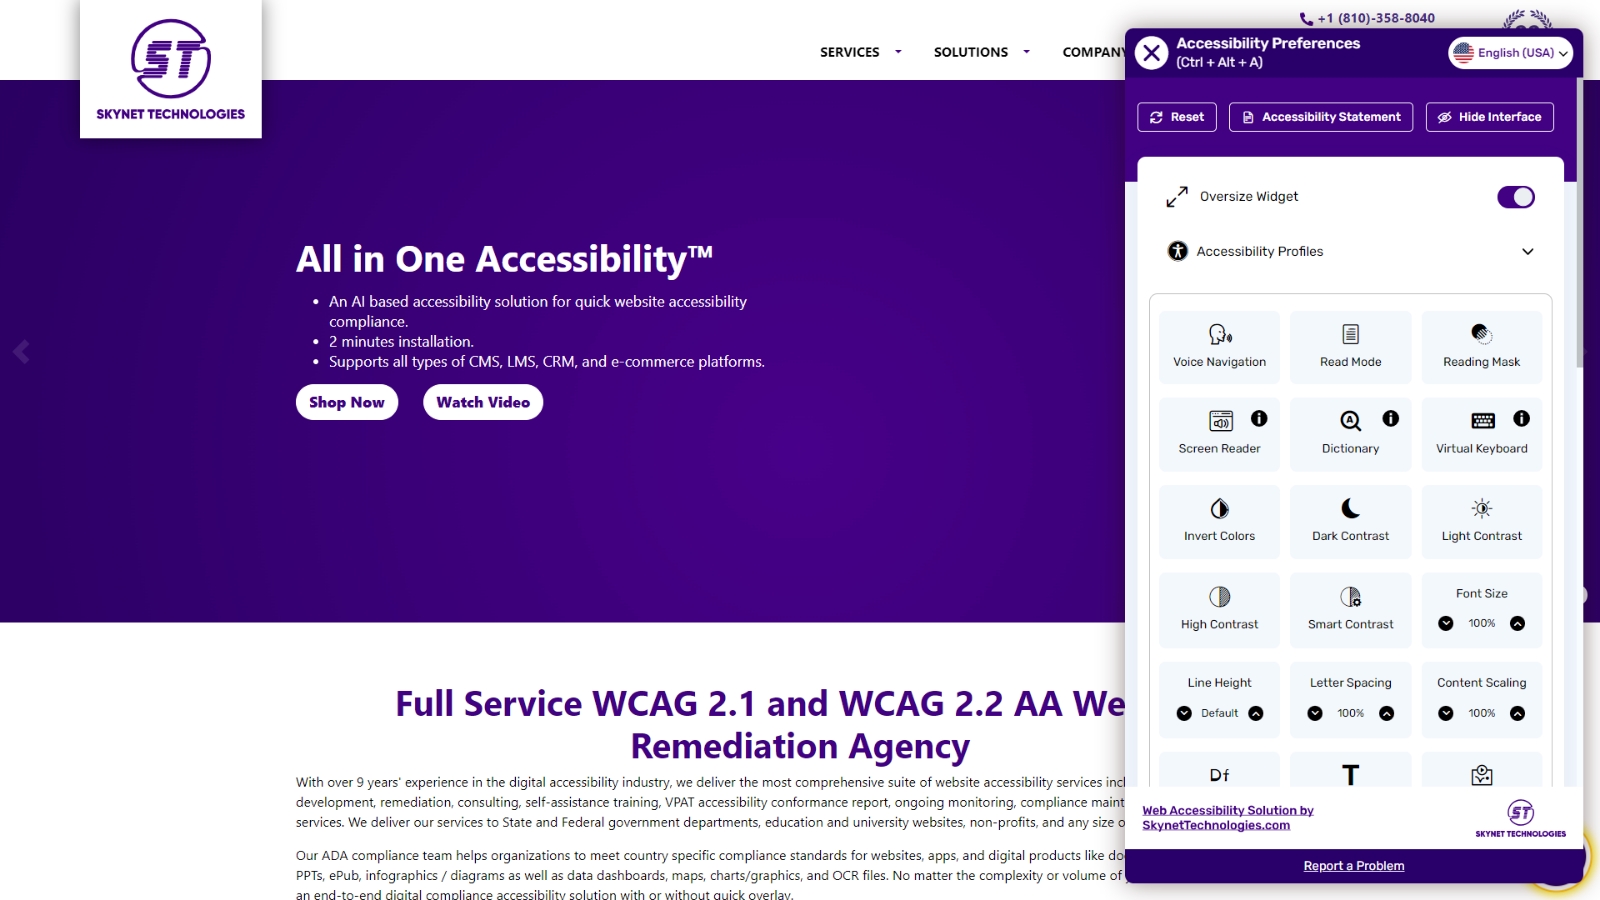 +1 (810)-358-8040
ST
SKYNET TECHNOLOGIES
SERVICES
SOLUTIONS
COMPANY
All in One Accessibility™
• An AI based accessibility solution for quick website accessibility
compliance.
• 2 minutes installation.
• Supports all types of CMS, LMS, CRM, and e-commerce platforms.
Shop Now
Watch Video
Full Service WCAG 2.1 and WCAG 2.2 AA We
Remediation Agency
With over 9 years' experience in the digital accessibility industry, we deliver the most comprehensive suite of website accessibility services
development, remediation, consulting, self-assistance training, VPAT accessibility conformance report, ongoing monitoring, compliance
services. We deliver our services to State and Federal government departments, education and university websites, non-profits, and any size
Our ADA compliance team helps organizations to meet country specific compliance standards for websites, apps, and digital products like
PPTs, ePub, infographics / diagrams as well as data dashboards, maps, charts/graphics, and OCR files. No matter the complexity or volume of
an end-to-end digital compliance accessibility solution with or without quick overlay.
Accessibility Preferences
(Ctrl + Alt + A)
English (USA)
Reset
Accessibility Statement
Hide Interface
Oversize Widget
Accessibility Profiles
Voice Navigation
Read Mode
Reading Mask
Screen Reader
Dictionary
Virtual Keyboard
Invert Colors
Dark Contrast
Light Contrast
High Contrast
Smart Contrast
Font Size
100%
Line Height
Default
Letter Spacing
100%
Content Scaling
100%
Df
T
Web Accessibility Solution by
SkynetTechnologies.com
ST
SKYNET TECHNOLOGIES
Report a Problem